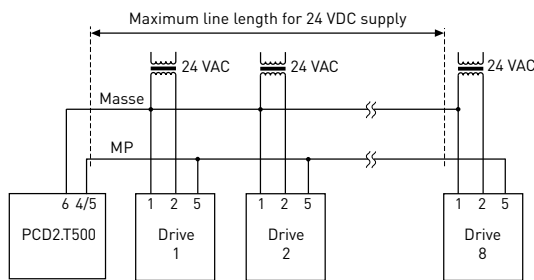 Maximum line length for 24 VDC supply
24 VAC
24 VAC
24 VAC
Masse
MP
6 4/5
1 2 5
1 2 5
1 2 5
PCD2.T500
Drive
1
Drive
2
Drive
8